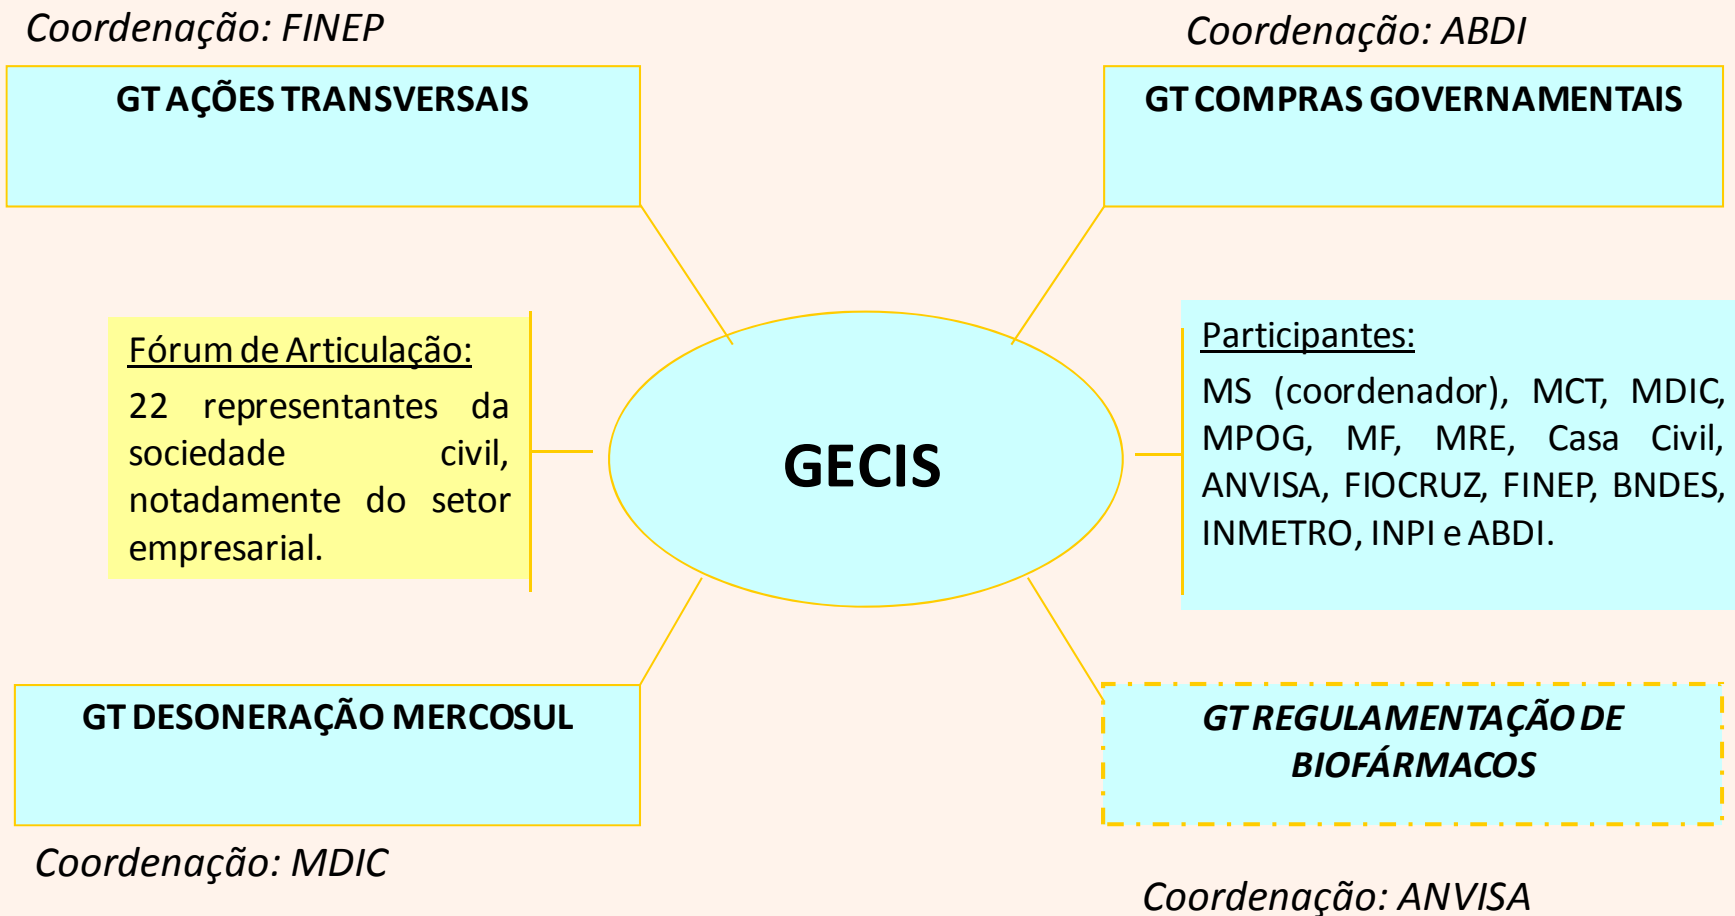 Coordenação: FINEP
GT AÇÕES TRANSVERSAIS
Coordenação: ABDI
GT COMPRAS GOVERNAMENTAIS
Fórum de Articulação:
22 representantes da
sociedade civil,
notadamente do setor
empresarial.
GECIS
Participantes:
MS (coordenador), MCT, MDIC,
MPOG, MF, MRE, Casa Civil,
ANVISA, FIOCRUZ, FINEP, BNDES,
INMETRO, INPI e ABDI.
GT DESONERAÇÃO MERCOSUL
Coordenação: MDIC
GT REGULAMENTAÇÃO DE
BIOFÁRMACOS
Coordenação: ANVISA